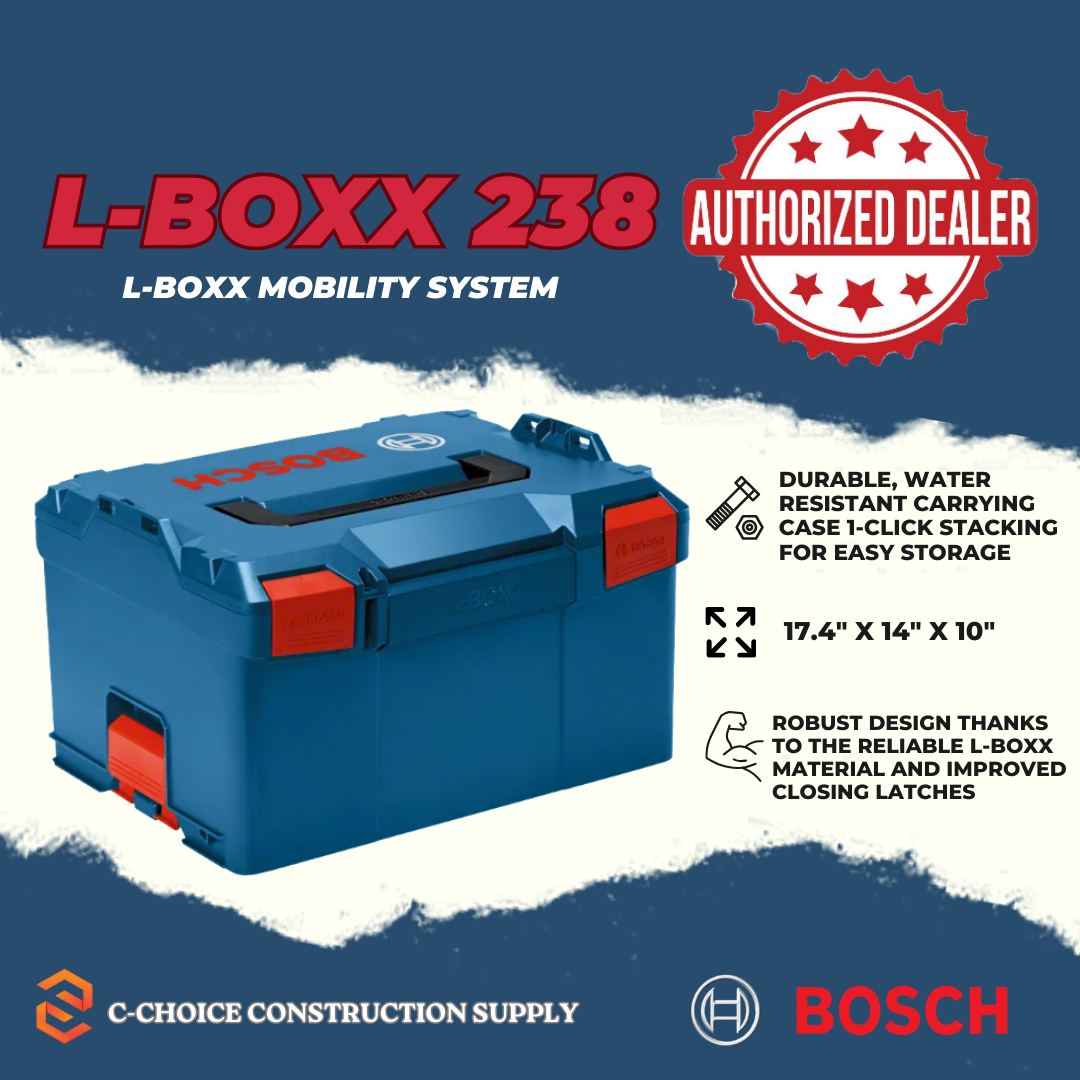 L-BOXX 238
L-BOXX MOBILITY SYSTEM
AUTHORIZED DEALER
BOSCH
BOSCH
L-BOXX
BOSCH
DURABLE, WATER
RESISTANT CARRYING
CASE 1-CLICK STACKING
FOR EASY STORAGE
17.4" X 14" X 10"
ROBUST DESIGN THANKS
TO THE RELIABLE L-BOXX
MATERIAL AND IMPROVED
CLOSING LATCHES
C-CHOICE CONSTRUCTION SUPPLY
BOSCH